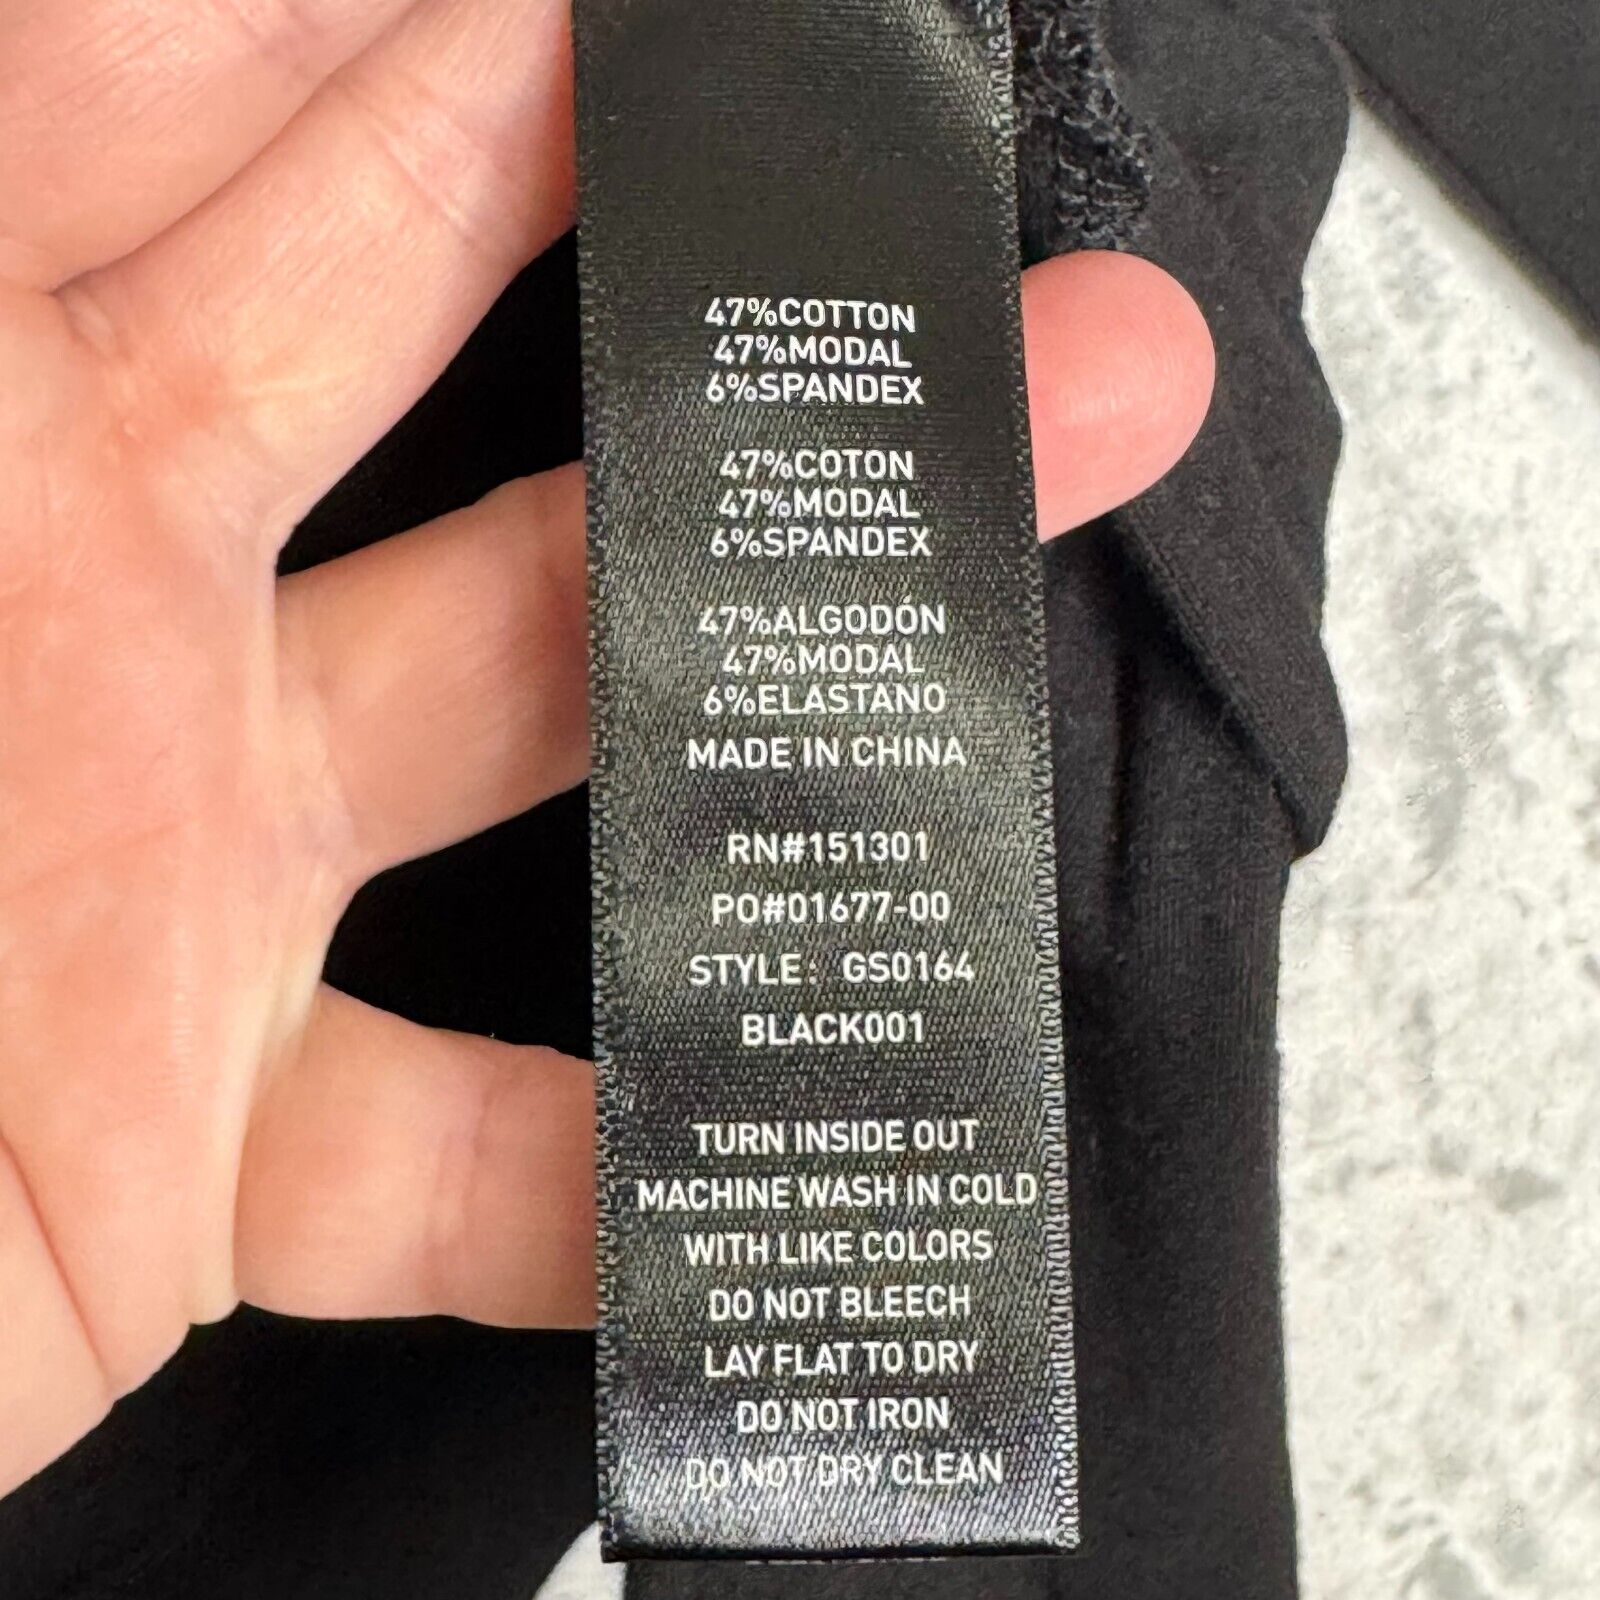 47%COTTON
47%MODAL
6%SPANDEX
47%COTON
47%MODAL
6%SPANDEX
47%ALGODÓN
47%MODAL
6%ELASTANO
MADE IN CHINA
RN#151301
PO#01677-00
STYLE: GS0164
BLACK001
TURN INSIDE OUT
MACHINE WASH IN COLD
WITH LIKE COLORS
DO NOT BLEECH
LAY FLAT TO DRY
DO NOT IRON
DO NOT DRY CLEAN